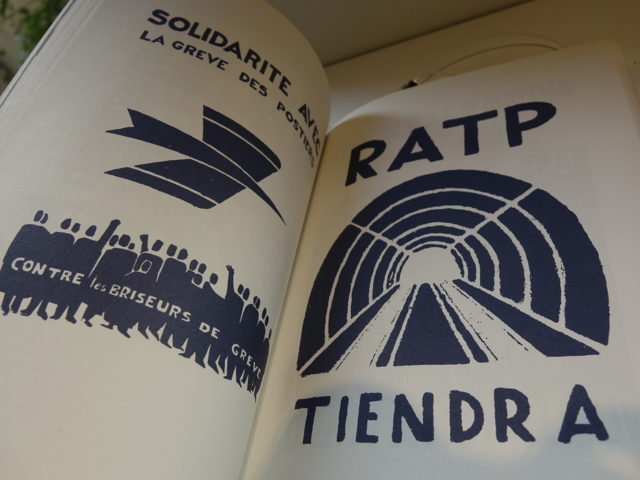 SOLIDARITE AVEC
LA GREVE DES POSTIERS
CONTRE les BRISEURS DE GREVE
RATP
TIENDRA